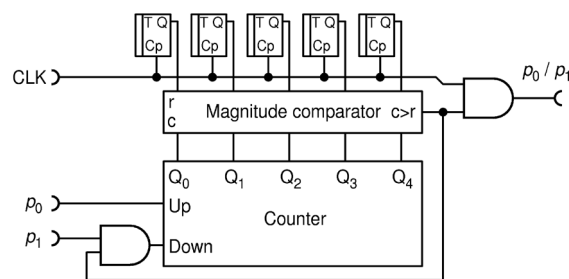 T Q T Q T Q T Q T Q
Cp Cp Cp Cp Cp
CLK
p0 / p1
r
c
Magnitude comparator c>r
Q0 Q1 Q2 Q3 Q4
p0
Up
Counter
p1
Down